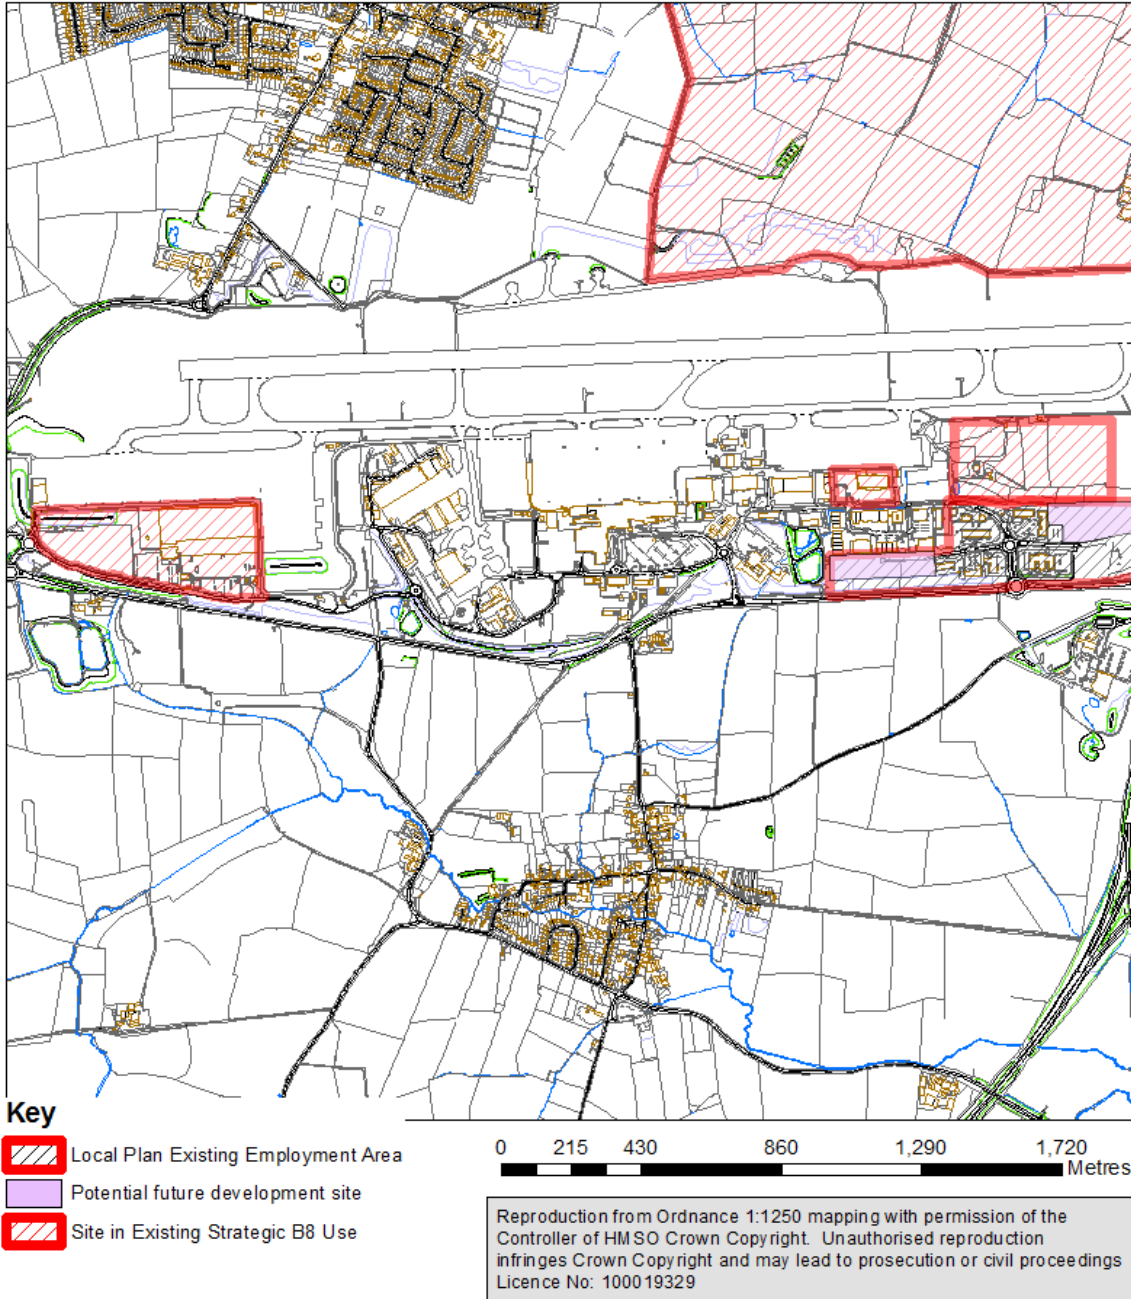 Key
Local Plan Existing Employment Area
Potential future development site
Site in Existing Strategic B8 Use
0 215 430 860 1,290 1,720
Metres
Reproduction from Ordnance 1:1250 mapping with permission of the
Controller of HMSO Crown Copyright. Unauthorised reproduction
infringes Crown Copyright and may lead to prosecution or civil proceedings
Licence No: 100019329